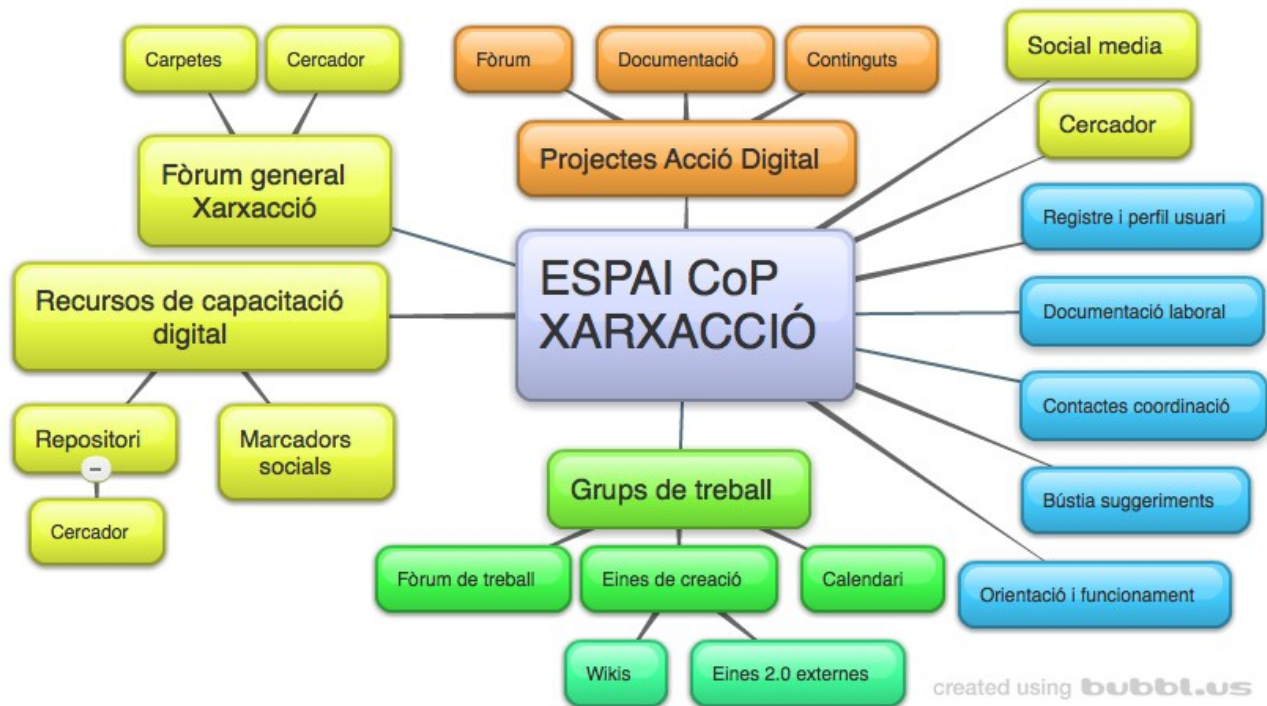 Carpetes
Cercador
Fòrum general
Xarxacció
Fòrum
Documentació
Continguts
Projectes Acció Digital
Social media
Cercador
Registre i perfil usuari
Documentació laboral
Contactes coordinació
Bústia suggeriments
Orientació i funcionament
ESPAI CoP
XARXACCIÓ
Recursos de capacitació
digital
Repositori
Marcadors
socials
Cercador
Grups de treball
Fòrum de treball
Eines de creació
Calendari
Wikis
Eines 2.0 externes
created using bubbl.us